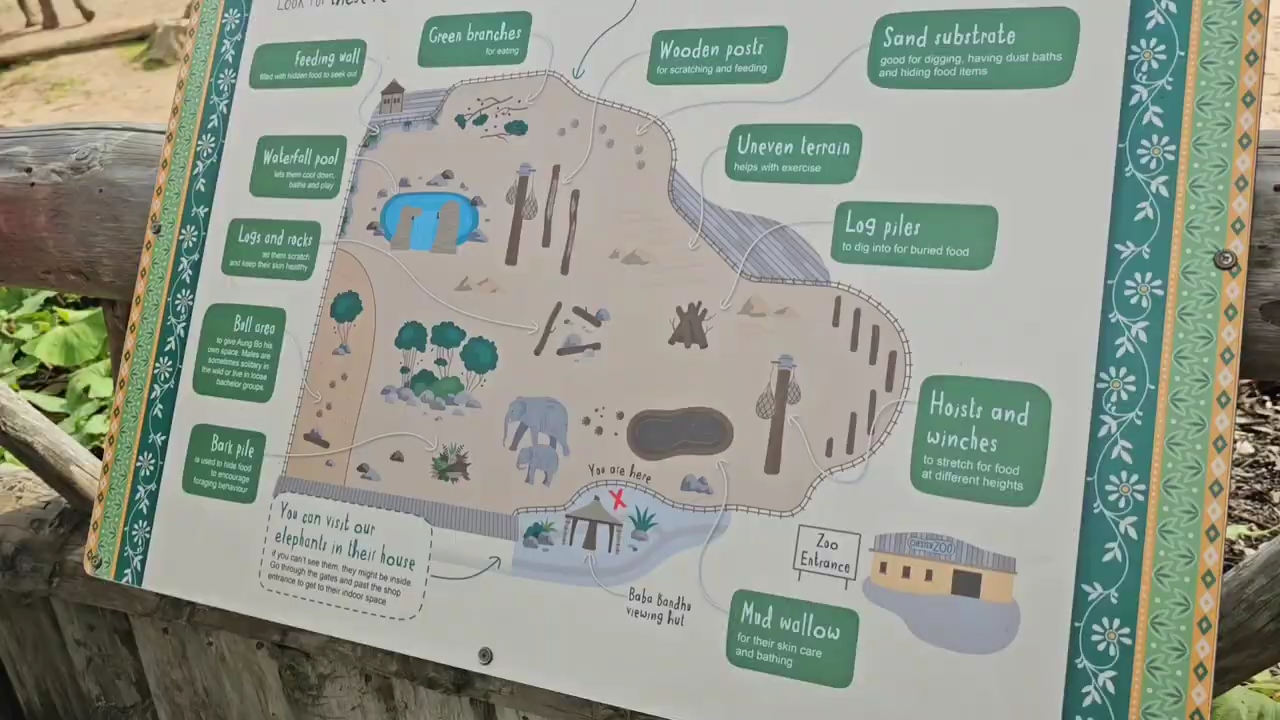 Look for these
Green branches
for eating
Feeding wall
filled with hidden food to seek out
Wooden posts
for scratching and feeding
Sand substrate
good for digging, having dust baths
and hiding food items
Waterfall pool
lets them cool down,
bathe and play
Uneven terrain
helps with exercise
Logs and rocks
let them scratch
and keep their skin healthy
Log piles
to dig into for buried food
Bull area
to give Aung Bo his
own space. Males are
sometimes solitary in
the wild or live in loose
bachelor groups
Hoists and
winches
to stretch for food
at different heights
Bark pile
is used to hide food
to encourage
foraging behaviour
You are here
X
You can visit our
elephants in their house
if you can't see them, they might be inside.
Go through the gates and past the shop
entrance to get to their indoor space
Zoo
Entrance
CHESTER ZOO
Baba Bandhu
viewing hut
Mud wallow
for their skin care
and bathing